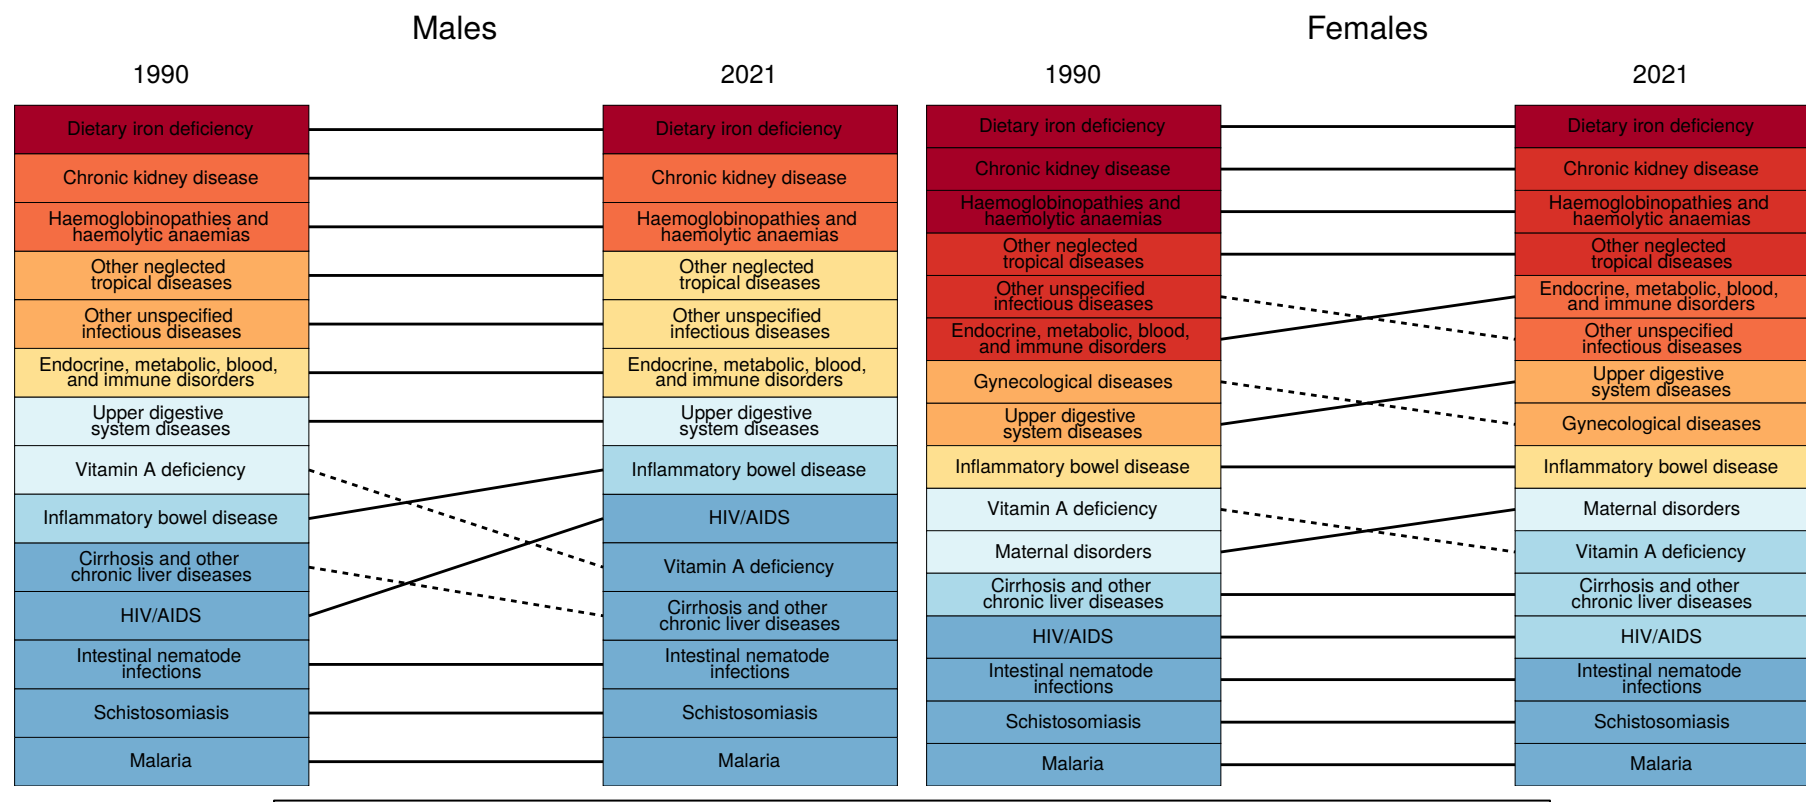 Males
1990
2021
Dietary iron deficiency
Chronic kidney disease
Haemoglobinopathies and
haemolytic anaemias
Other neglected
tropical diseases
Other unspecified
infectious diseases
Endocrine, metabolic, blood,
and immune disorders
Upper digestive
system diseases
Vitamin A deficiency
Inflammatory bowel disease
Cirrhosis and other
chronic liver diseases
HIV/AIDS
Intestinal nematode
infections
Schistosomiasis
Malaria
Dietary iron deficiency
Chronic kidney disease
Haemoglobinopathies and
haemolytic anaemias
Other neglected
tropical diseases
Other unspecified
infectious diseases
Endocrine, metabolic, blood,
and immune disorders
Upper digestive
system diseases
Inflammatory bowel disease
HIV/AIDS
Vitamin A deficiency
Cirrhosis and other
chronic liver diseases
Intestinal nematode
infections
Schistosomiasis
Malaria
Females
1990
2021
Dietary iron deficiency
Chronic kidney disease
Haemoglobinopathies and
haemolytic anaemias
Other neglected
tropical diseases
Other unspecified
infectious diseases
Endocrine, metabolic, blood,
and immune disorders
Gynecological diseases
Upper digestive
system diseases
Inflammatory bowel disease
Vitamin A deficiency
Maternal disorders
Cirrhosis and other
chronic liver diseases
HIV/AIDS
Intestinal nematode
infections
Schistosomiasis
Malaria
Dietary iron deficiency
Chronic kidney disease
Haemoglobinopathies and
haemolytic anaemias
Other neglected
tropical diseases
Endocrine, metabolic, blood,
and immune disorders
Other unspecified
infectious diseases
Upper digestive
system diseases
Gynecological diseases
Inflammatory bowel disease
Maternal disorders
Vitamin A deficiency
Cirrhosis and other
chronic liver diseases
HIV/AIDS
Intestinal nematode
infections
Schistosomiasis
Malaria